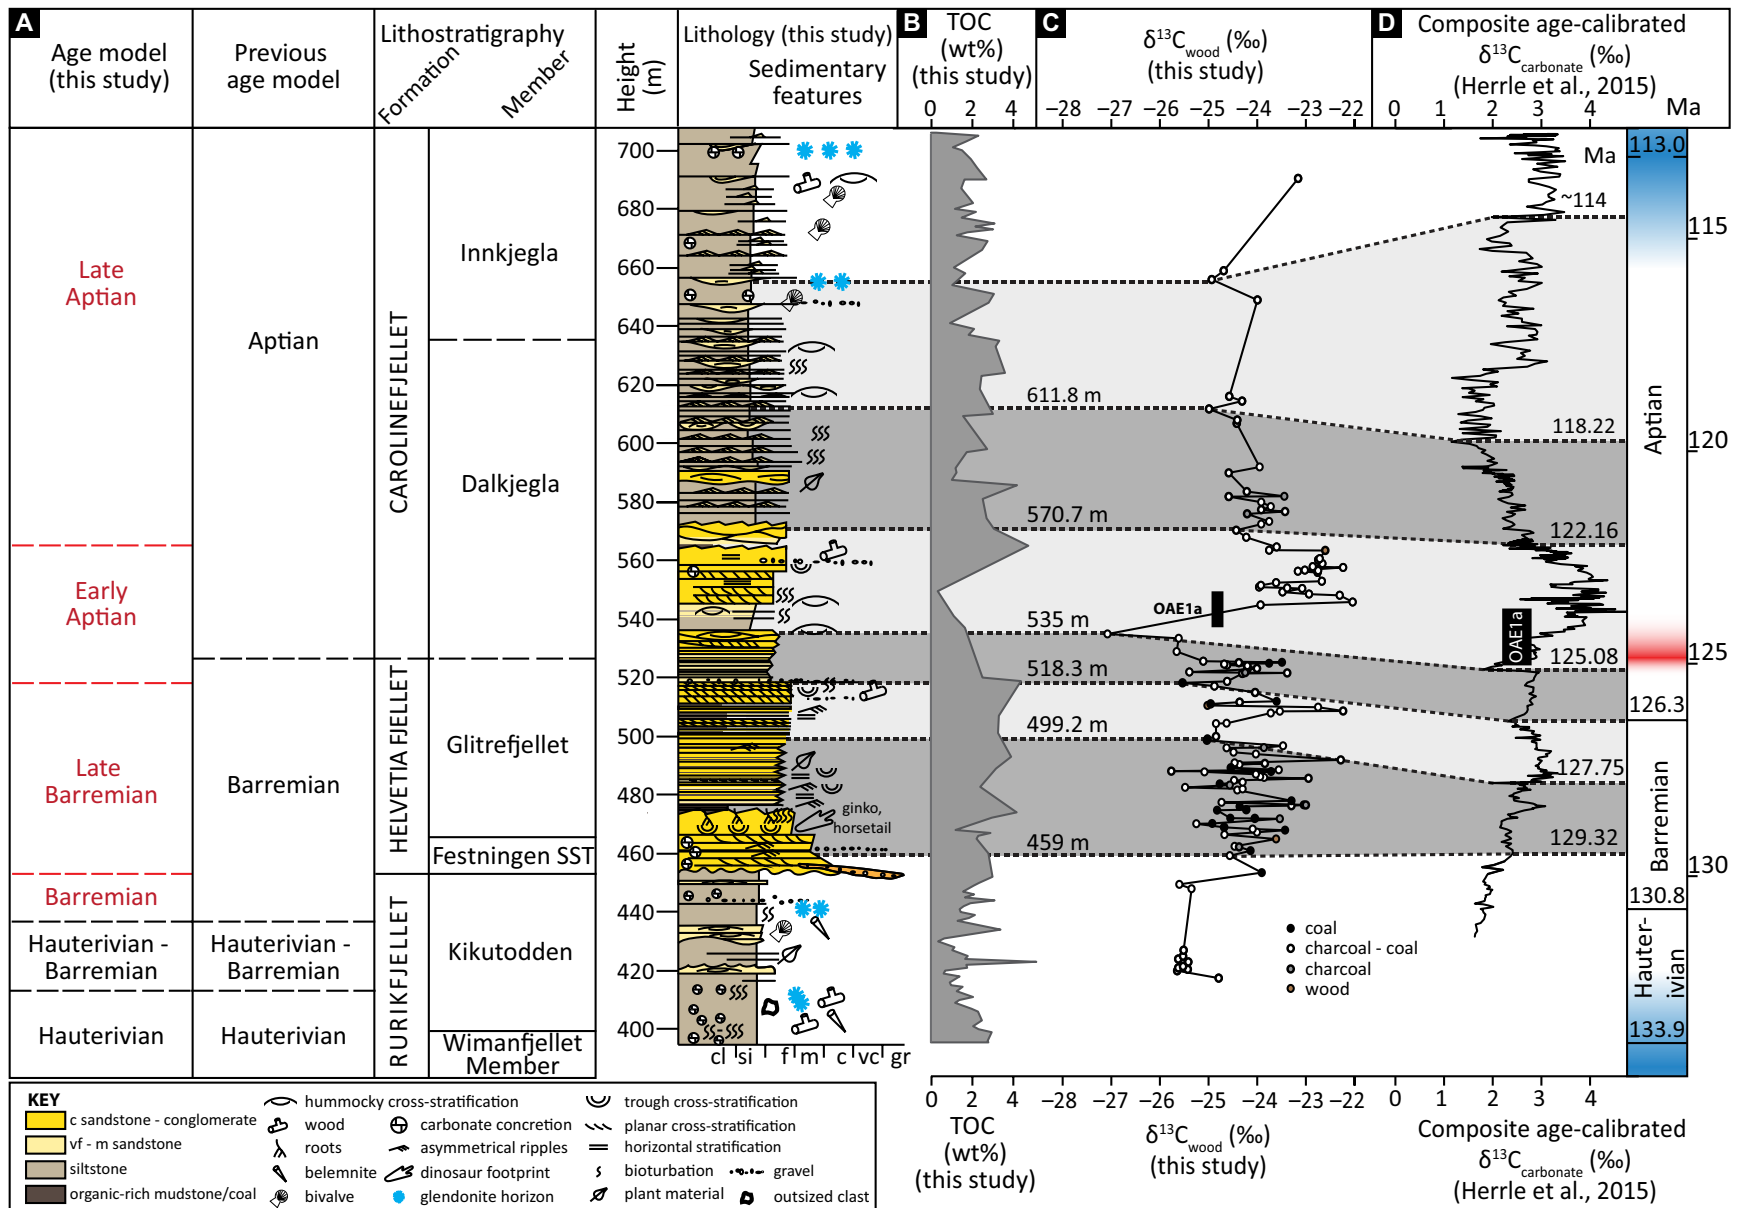 A
Age model
(this study)
Previous
age model
Lithostratigraphy
Formation
Member
Height
(m)
Lithology (this study)
Sedimentary
features
B
TOC
(wt%)
(this study)
0 2 4
C
δ¹³C_wood (‰)
(this study)
−28 −27 −26 −25 −24 −23 −22
D
Composite age-calibrated
δ¹³C_carbonate (‰)
(Herrle et al., 2015)
0 1 2 3 4
Ma
Late
Aptian
Early
Aptian
Late
Barremian
Barremian
Hauterivian -
Barremian
Hauterivian
Aptian
Barremian
Hauterivian -
Barremian
Hauterivian
CAROLINEFJELLET
HELVETIAFJELLET
RURIKFJELLET
Innkjegla
Dalkjegla
Glitrefjellet
Festningen SST
Kikutodden
Wimanfjellet
Member
700
680
660
640
620
600
580
560
540
520
500
480
460
440
420
400
ginko,
horsetail
cl si f m c vc gr
611.8 m
570.7 m
535 m
518.3 m
499.2 m
459 m
OAE1a
coal
charcoal - coal
charcoal
wood
OAE1a
Ma
~114
118.22
122.16
125.08
126.3
127.75
129.32
130.8
113.0
133.9
Aptian
Barremian
Hauter-
ivian
115
120
125
130
0 2 4
TOC
(wt%)
(this study)
−28 −27 −26 −25 −24 −23 −22
δ¹³C_wood (‰)
(this study)
0 1 2 3 4
Composite age-calibrated
δ¹³C_carbonate (‰)
(Herrle et al., 2015)
KEY
c sandstone - conglomerate
vf - m sandstone
siltstone
organic-rich mudstone/coal
hummocky cross-stratification
wood
roots
belemnite
bivalve
carbonate concretion
asymmetrical ripples
dinosaur footprint
glendonite horizon
trough cross-stratification
planar cross-stratification
horizontal stratification
bioturbation
plant material
gravel
outsized clast